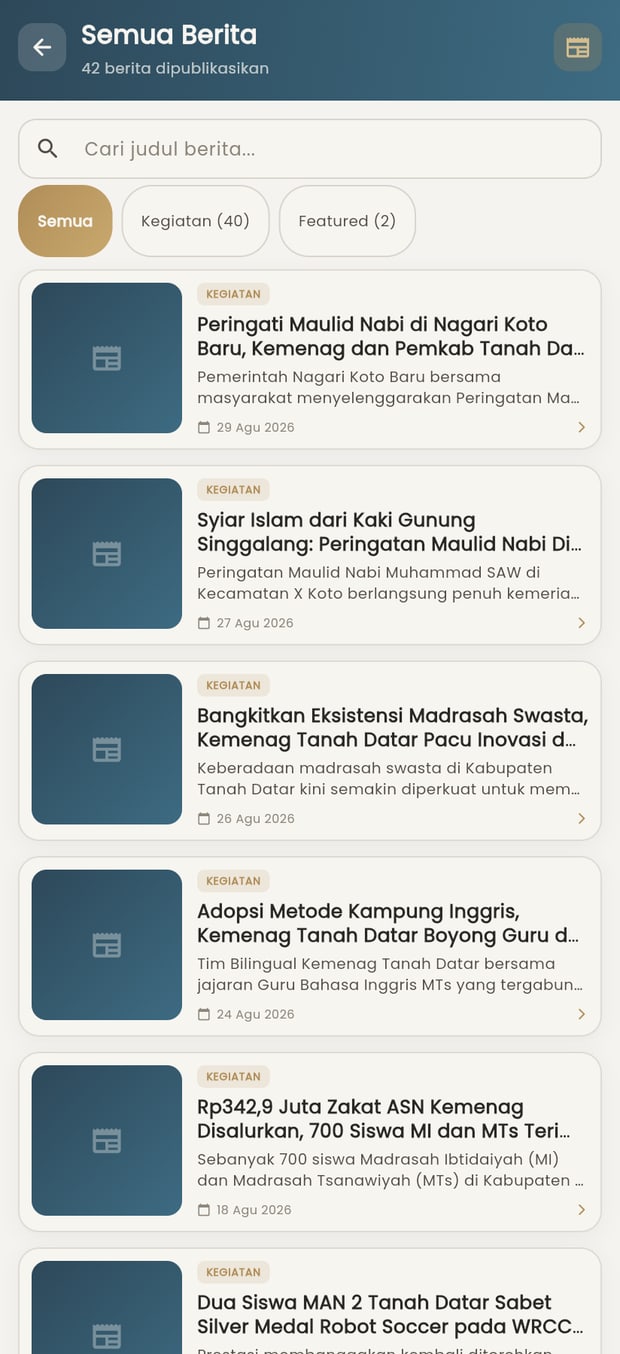 Semua Berita
42 berita dipublikasikan
Cari judul berita...
Semua
Kegiatan (40)
Featured (2)
KEGIATAN
Peringati Maulid Nabi di Nagari Koto
Baru, Kemenag dan Pemkab Tanah Da...
Pemerintah Nagari Koto Baru bersama
masyarakat menyelenggarakan Peringatan Ma...
29 Agu 2026
KEGIATAN
Syiar Islam dari Kaki Gunung
Singgalang: Peringatan Maulid Nabi Di...
Peringatan Maulid Nabi Muhammad SAW di
Kecamatan X Koto berlangsung penuh kemeria...
27 Agu 2026
KEGIATAN
Bangkitkan Eksistensi Madrasah Swasta,
Kemenag Tanah Datar Pacu Inovasi d...
Keberadaan madrasah swasta di Kabupaten
Tanah Datar kini semakin diperkuat untuk mem...
26 Agu 2026
KEGIATAN
Adopsi Metode Kampung Inggris,
Kemenag Tanah Datar Boyong Guru d...
Tim Bilingual Kemenag Tanah Datar bersama
jajaran Guru Bahasa Inggris MTs yang tergabun...
24 Agu 2026
KEGIATAN
Rp342,9 Juta Zakat ASN Kemenag
Disalurkan, 700 Siswa MI dan MTs Teri...
Sebanyak 700 siswa Madrasah Ibtidaiyah (MI)
dan Madrasah Tsanawiyah (MTs) di Kabupaten ...
18 Agu 2026
KEGIATAN
Dua Siswa MAN 2 Tanah Datar Sabet
Silver Medal Robot Soccer pada WRCC...
Prestasi membanggakan kembali ditorehkan